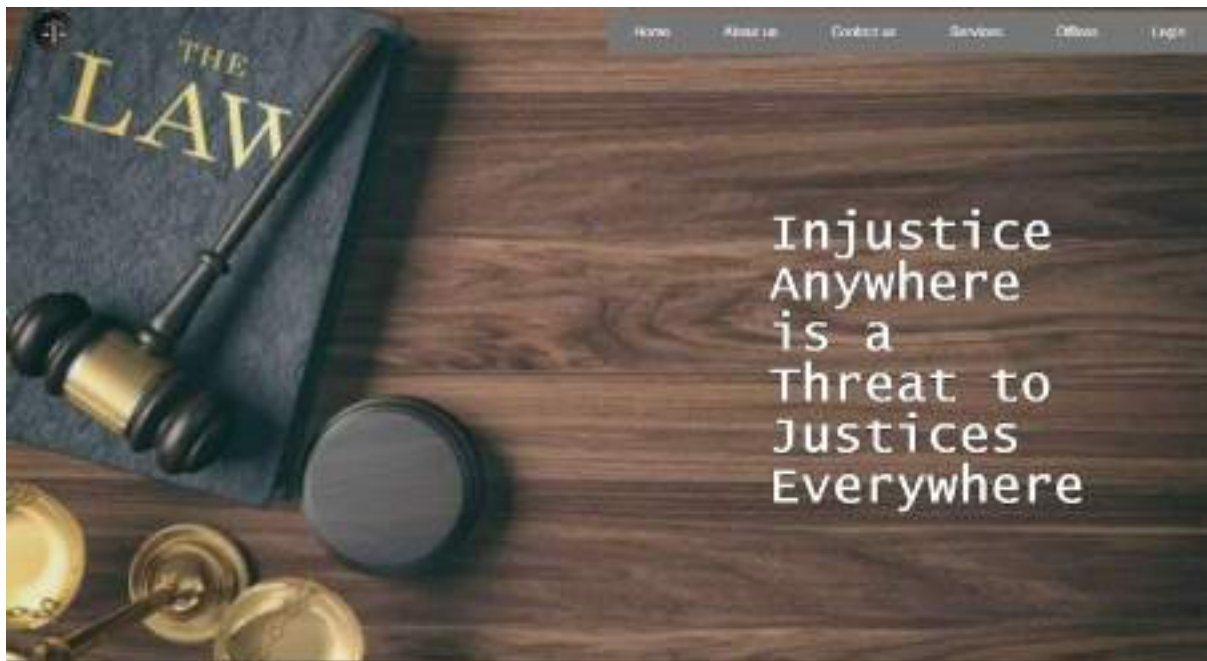 Home About us Contact us Services Offices Login
THE
LAW
Injustice
Anywhere
is a
Threat to
Justices
Everywhere